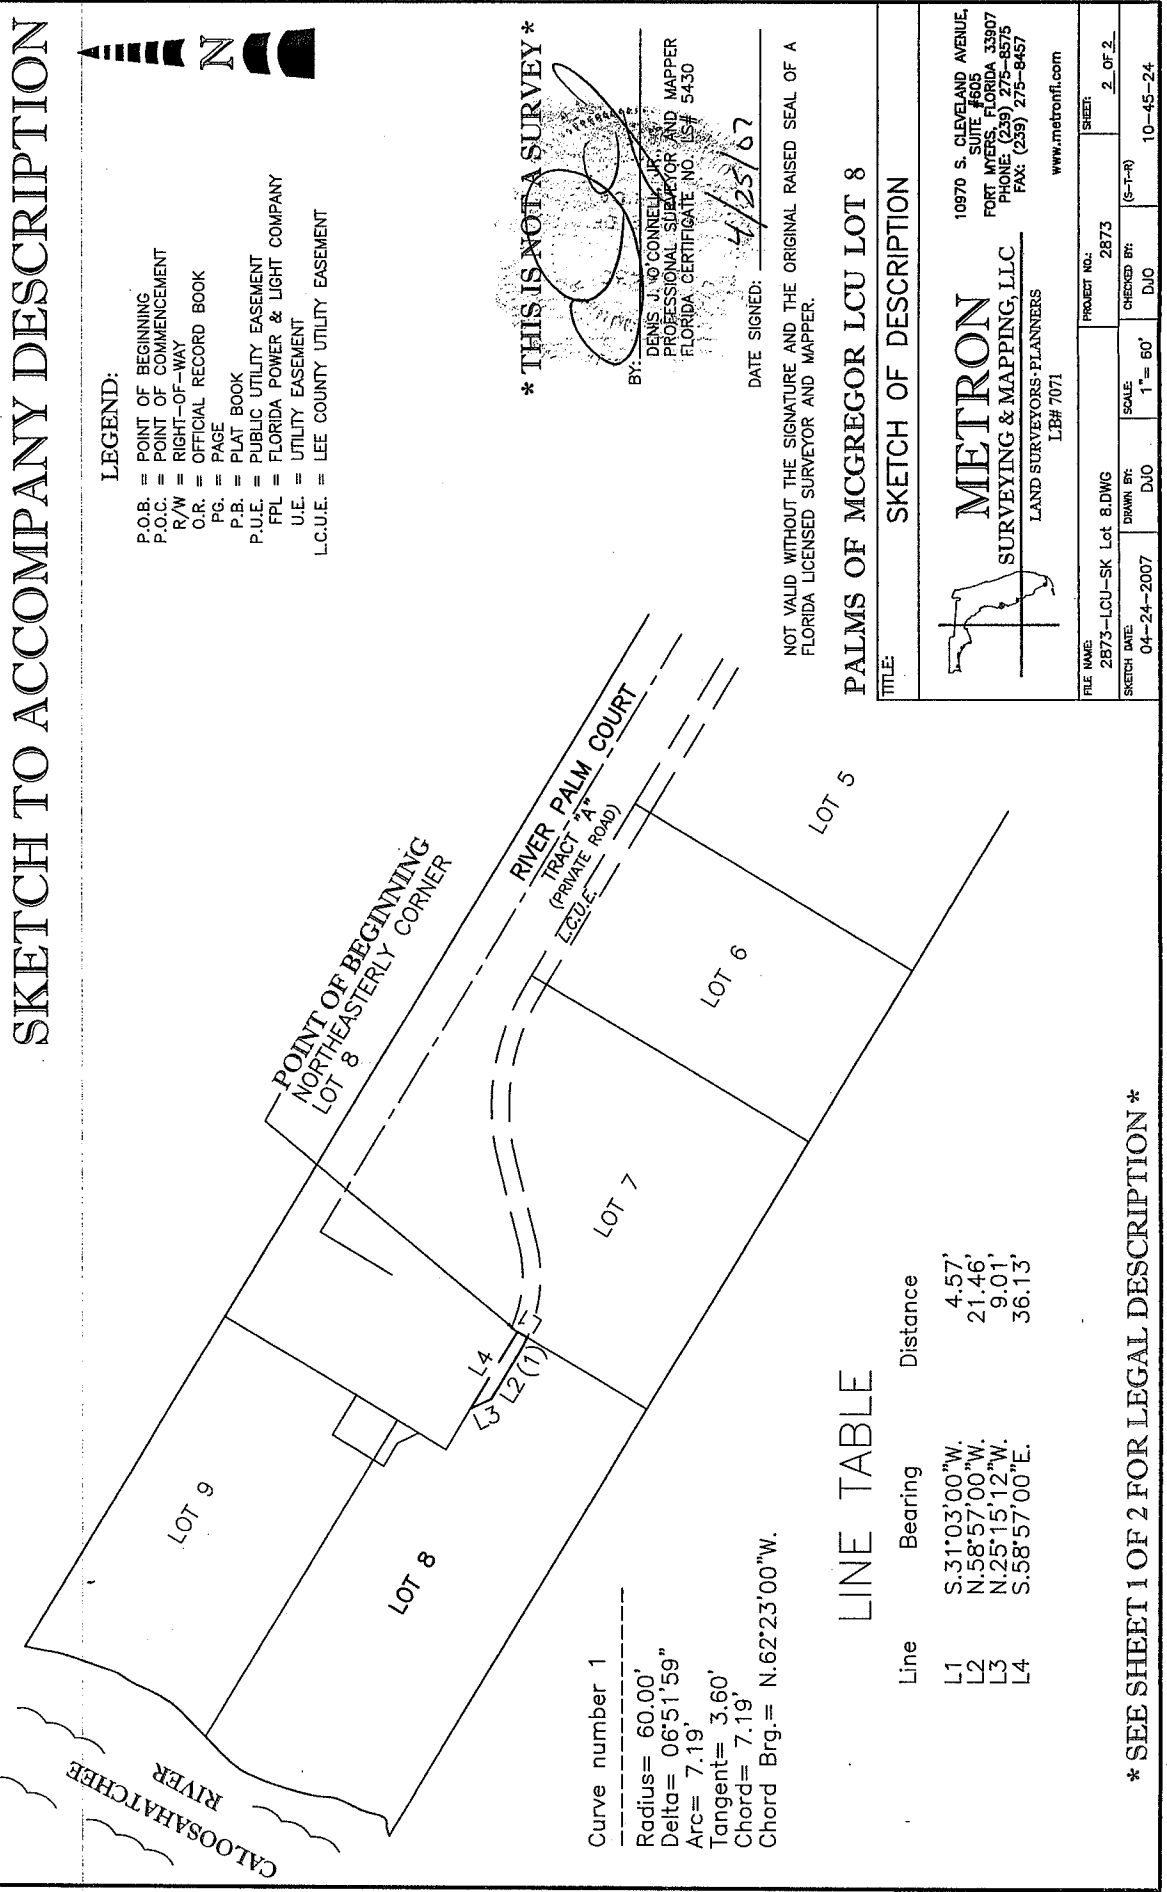 SKETCH TO ACCOMPANY DESCRIPTION
N
LEGEND:
P.O.B. = POINT OF BEGINNING
P.O.C. = POINT OF COMMENCEMENT
R/W = RIGHT-OF-WAY
O.R. = OFFICIAL RECORD BOOK
PG. = PAGE
P.B. = PLAT BOOK
P.U.E. = PUBLIC UTILITY EASEMENT
FPL = FLORIDA POWER & LIGHT COMPANY
U.E. = UTILITY EASEMENT
L.C.U.E. = LEE COUNTY UTILITY EASEMENT
CALOOSAHATCHEE
RIVER
LOT 9
LOT 8
POINT OF BEGINNING
NORTHEASTERLY CORNER
LOT 8
RIVER PALM COURT
TRACT "A"
(PRIVATE ROAD)
L.C.U.E.
L4
L3
L2
(1)
L1
LOT 7
LOT 6
LOT 5
Curve number 1
Radius= 60.00'
Delta= 06°51'59"
Arc= 7.19'
Tangent= 3.60'
Chord= 7.19'
Chord Brg.= N.62°23'00"W.
LINE TABLE
Line Bearing Distance
L1 S.31°03'00"W. 4.57'
L2 N.58°57'00"W. 21.46'
L3 N.25°15'12"W. 9.01'
L4 S.58°57'00"E. 36.13'
* SEE SHEET 1 OF 2 FOR LEGAL DESCRIPTION *
* THIS IS NOT A SURVEY *
BY:
DENIS J. O'CONNELL, JR.,
PROFESSIONAL SURVEYOR AND MAPPER
FLORIDA CERTIFICATE NO. LS# 5430
DATE SIGNED: 4/25/07
NOT VALID WITHOUT THE SIGNATURE AND THE ORIGINAL RAISED SEAL OF A
FLORIDA LICENSED SURVEYOR AND MAPPER.
PALMS OF MCGREGOR LCU LOT 8
TITLE:
SKETCH OF DESCRIPTION
METRON
SURVEYING & MAPPING, LLC
LAND SURVEYORS·PLANNERS
LB# 7071
10970 S. CLEVELAND AVENUE,
SUITE #605
FORT MYERS, FLORIDA 33907
PHONE: (239) 275-8575
FAX: (239) 275-8457
www.metronfl.com
FILE NAME: 2873-LCU-SK Lot 8.DWG
PROJECT NO.: 2873
SHEET: 2 OF 2
SKETCH DATE: 04-24-2007
DRAWN BY: DJO
SCALE: 1"= 60'
CHECKED BY: DJO
(S-T-R) 10-45-24